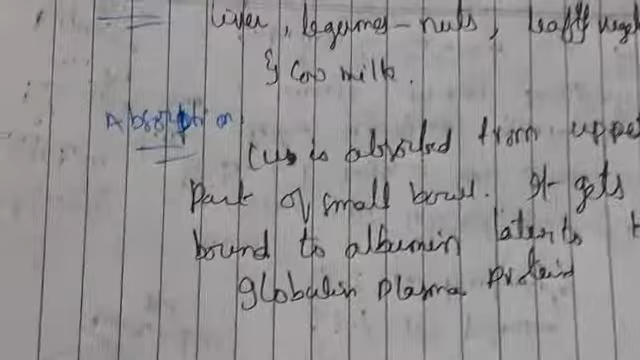 liver, legumes - nuts, leafy veg
& Cow milk.
Absorption
Cu is absorbed from uppe
part of small bowel. It gets
bound to albumin later to
globulin plasma protein